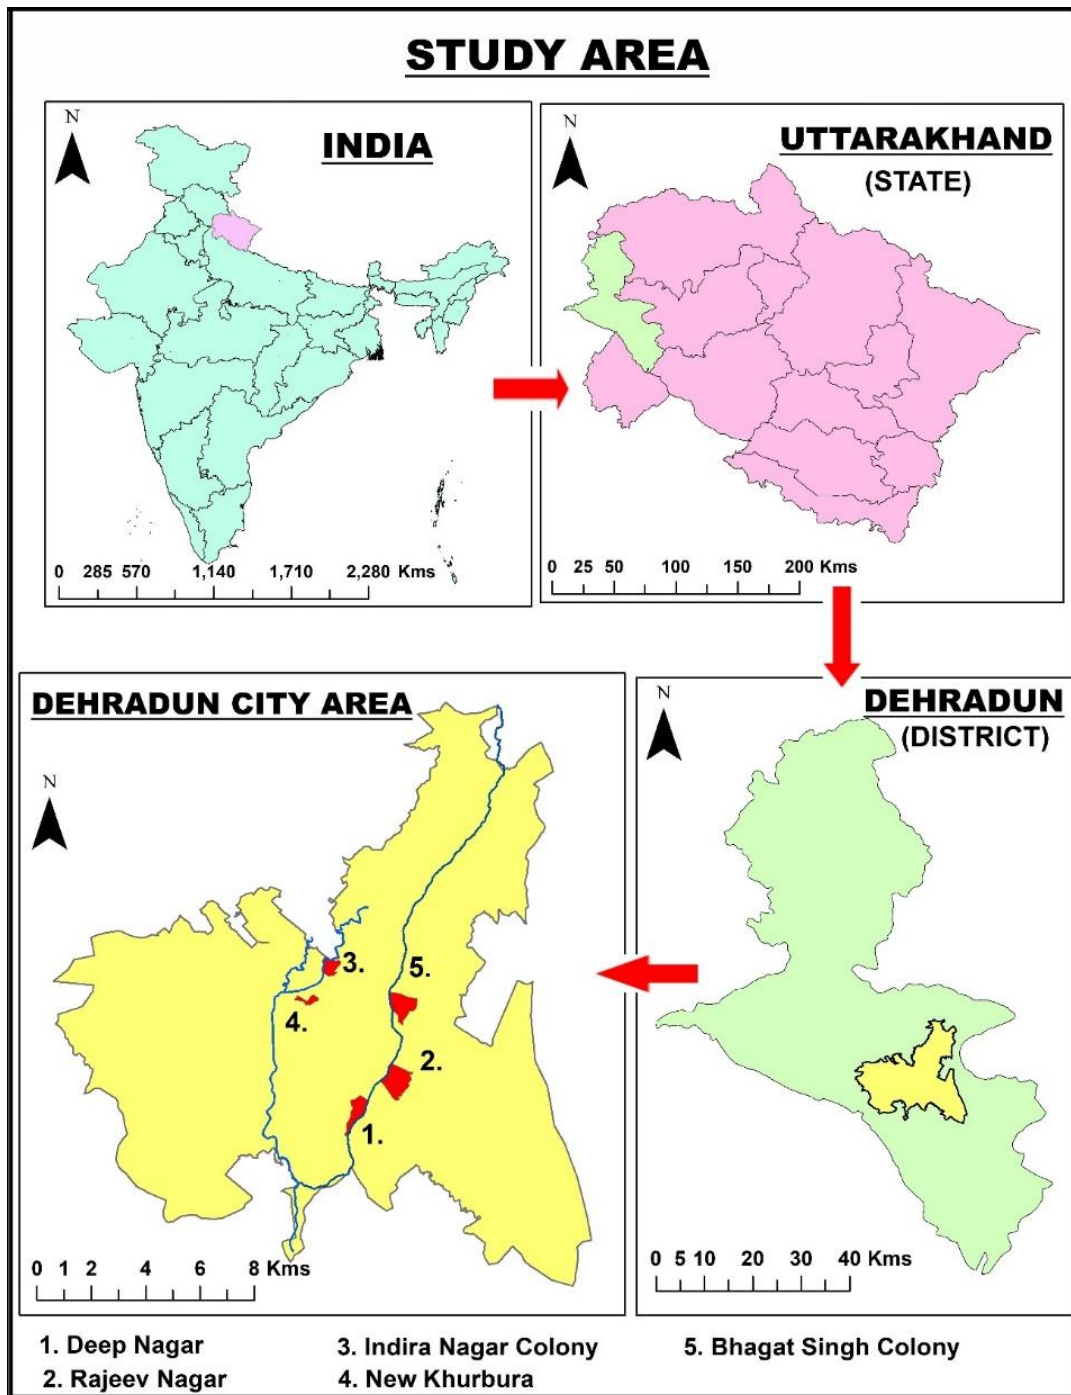 STUDY AREA
N
INDIA
0 285 570 1,140 1,710 2,280 Kms
N
UTTARAKHAND
(STATE)
0 25 50 100 150 200 Kms
DEHRADUN CITY AREA
N
3.
5.
4.
2.
1.
0 1 2 4 6 8 Kms
N
DEHRADUN
(DISTRICT)
0 5 10 20 30 40 Kms
1. Deep Nagar
3. Indira Nagar Colony
5. Bhagat Singh Colony
2. Rajeev Nagar
4. New Khurbura